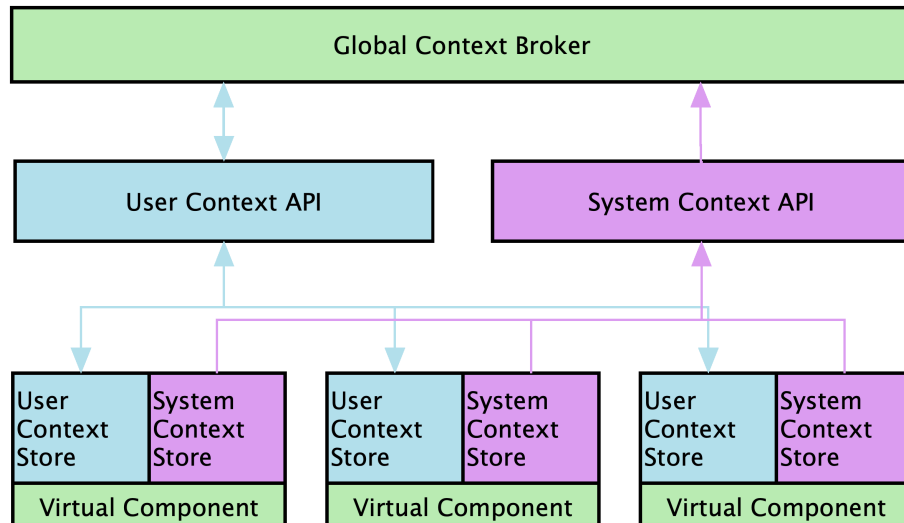 Global Context Broker
User Context API
System Context API
User
Context
Store
System
Context
Store
Virtual Component
User
Context
Store
System
Context
Store
Virtual Component
User
Context
Store
System
Context
Store
Virtual Component